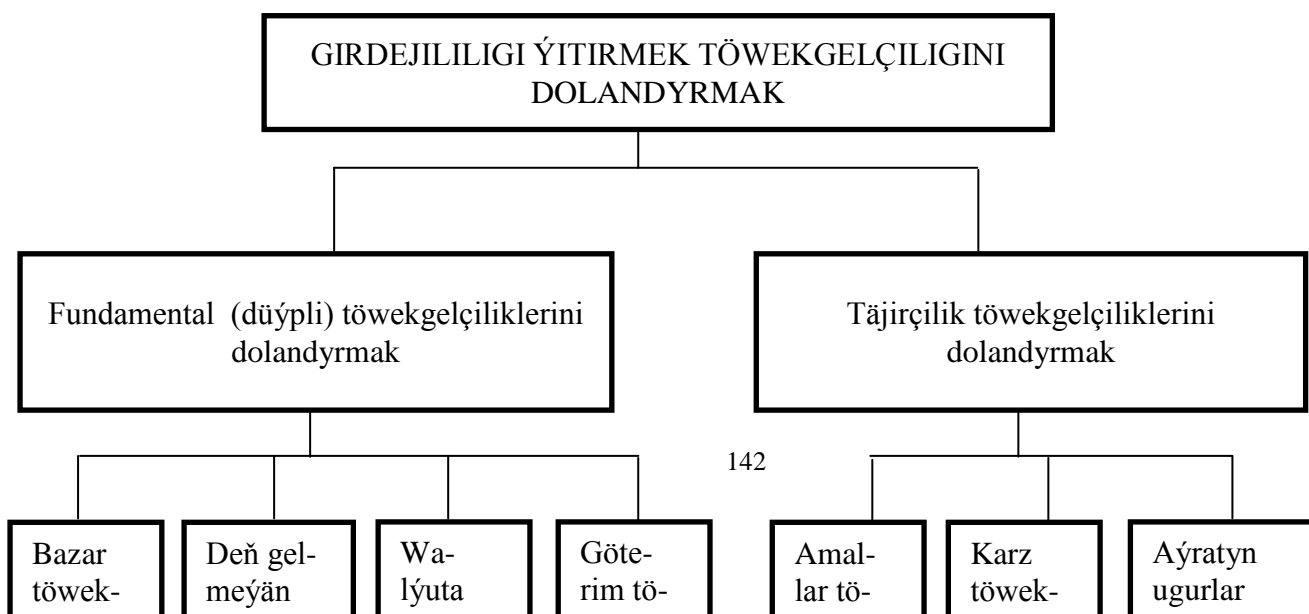 GIRDEJILILIGI ÝITIRMEK TÖWEKGELÇILIGINI
DOLANDYRMAK
Fundamental (düýpli) töwekgelçiliklerini
dolandyrmak
Täjirçilik töwekgelçiliklerini
dolandyrmak
142
Bazar
töwek-
Deň gel-
meýän
Wa-
lýuta
Göte-
rim tö-
Amal-
lar tö-
Karz
töwek-
Aýratyn
ugurlar